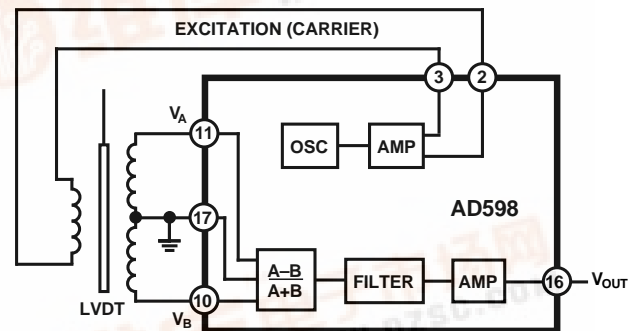 EXCITATION (CARRIER)
3
2
VA
11
OSC
AMP
17
AD598
A–B
A+B
FILTER
AMP
16
VOUT
10
LVDT
VB